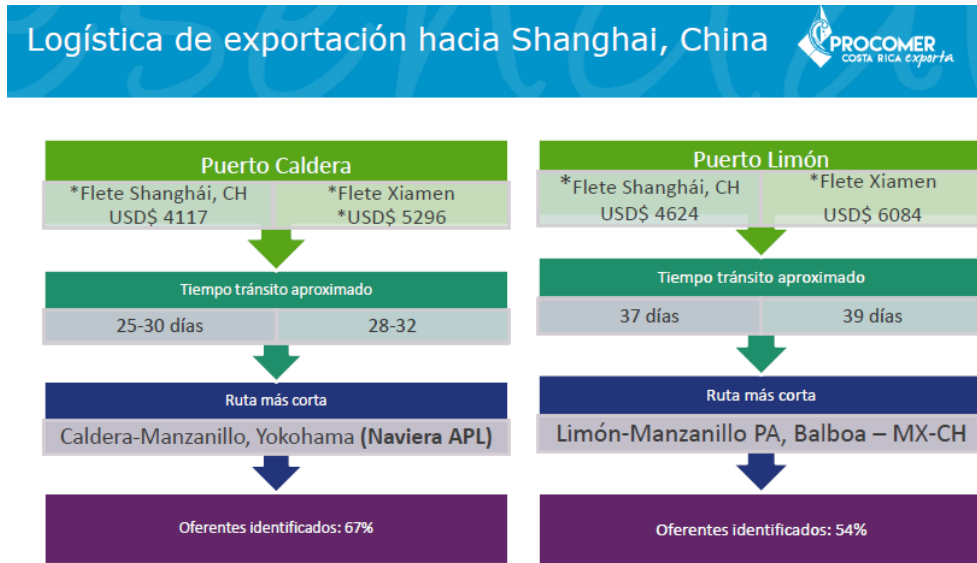 Logística de exportación hacia Shanghai, China
PROCOMER
COSTA RICA exporta
Puerto Caldera
*Flete Shanghái, CH
USD$ 4117
*Flete Xiamen
*USD$ 5296
Tiempo tránsito aproximado
25-30 días
28-32
Ruta más corta
Caldera-Manzanillo, Yokohama (Naviera APL)
Oferentes identificados: 67%
Puerto Limón
*Flete Shanghái, CH
USD$ 4624
*Flete Xiamen
USD$ 6084
Tiempo tránsito aproximado
37 días
39 días
Ruta más corta
Limón-Manzanillo PA, Balboa – MX-CH
Oferentes identificados: 54%